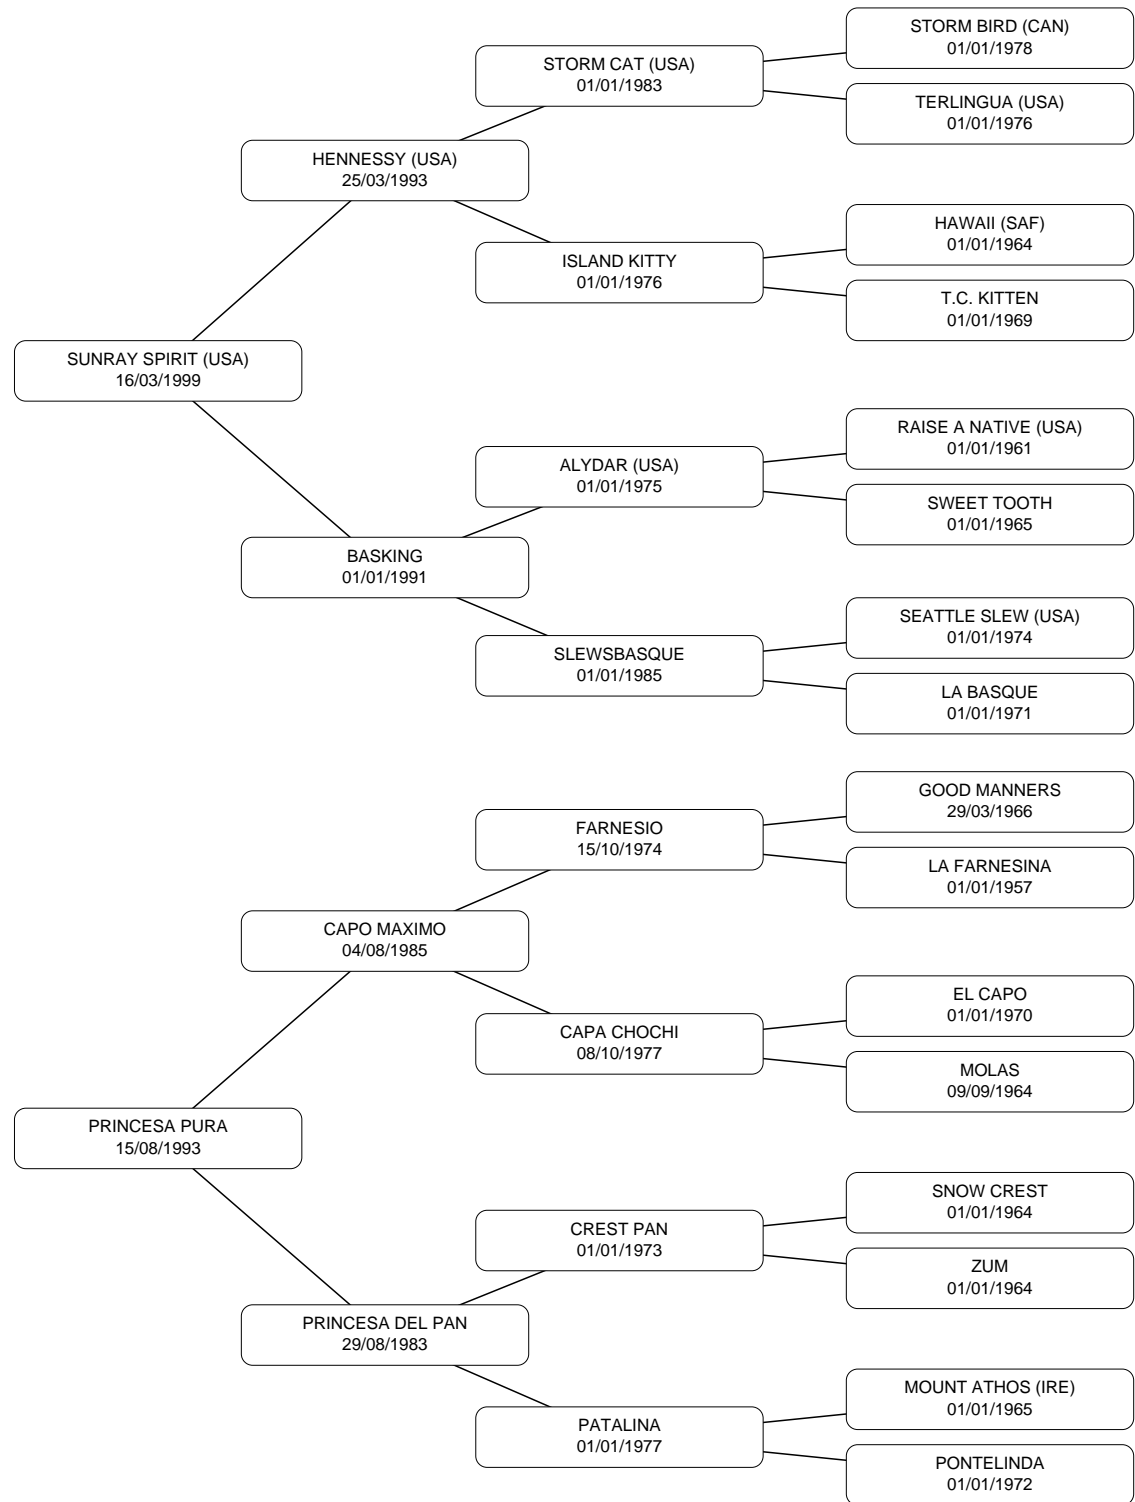 STORM BIRD (CAN)
01/01/1978
STORM CAT (USA)
01/01/1983
TERLINGUA (USA)
01/01/1976
HENNESSY (USA)
25/03/1993
HAWAII (SAF)
01/01/1964
ISLAND KITTY
01/01/1976
T.C. KITTEN
01/01/1969
SUNRAY SPIRIT (USA)
16/03/1999
RAISE A NATIVE (USA)
01/01/1961
ALYDAR (USA)
01/01/1975
SWEET TOOTH
01/01/1965
BASKING
01/01/1991
SEATTLE SLEW (USA)
01/01/1974
SLEWSBASQUE
01/01/1985
LA BASQUE
01/01/1971
GOOD MANNERS
29/03/1966
FARNESIO
15/10/1974
LA FARNESINA
01/01/1957
CAPO MAXIMO
04/08/1985
EL CAPO
01/01/1970
CAPA CHOCHI
08/10/1977
MOLAS
09/09/1964
PRINCESA PURA
15/08/1993
SNOW CREST
01/01/1964
CREST PAN
01/01/1973
ZUM
01/01/1964
PRINCESA DEL PAN
29/08/1983
MOUNT ATHOS (IRE)
01/01/1965
PATALINA
01/01/1977
PONTELINDA
01/01/1972